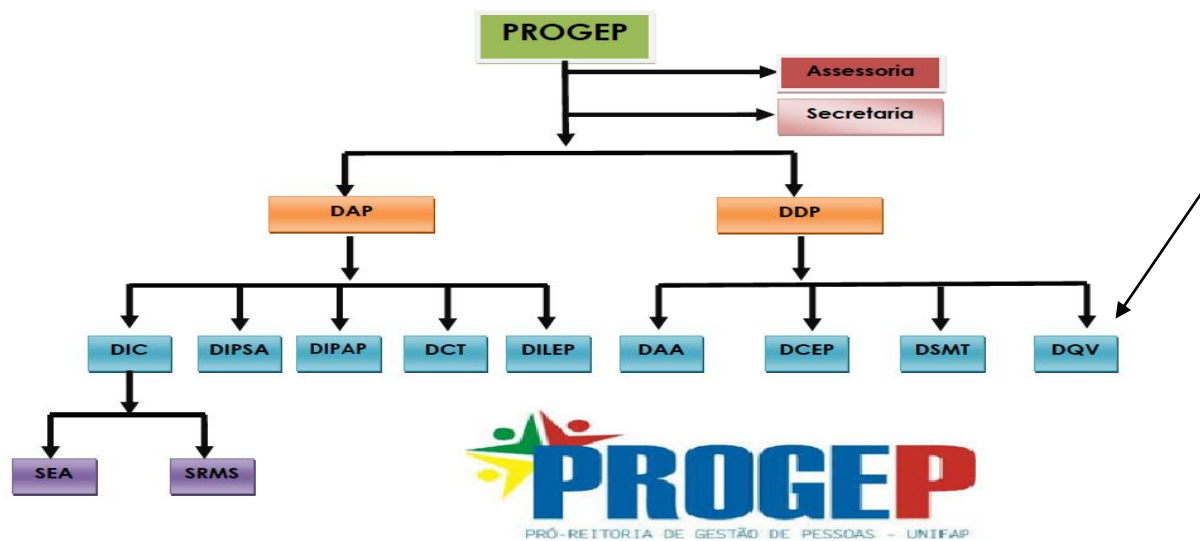 PROGEP
Assessoria
Secretaria
DAP
DDP
DIC
DIPSA
DIPAP
DCT
DILEP
DAA
DCEP
DSMT
DQV
SEA
SRMS
PROGEP
PRÓ-REITORIA DE GESTÃO DE PESSOAS - UNIFAP